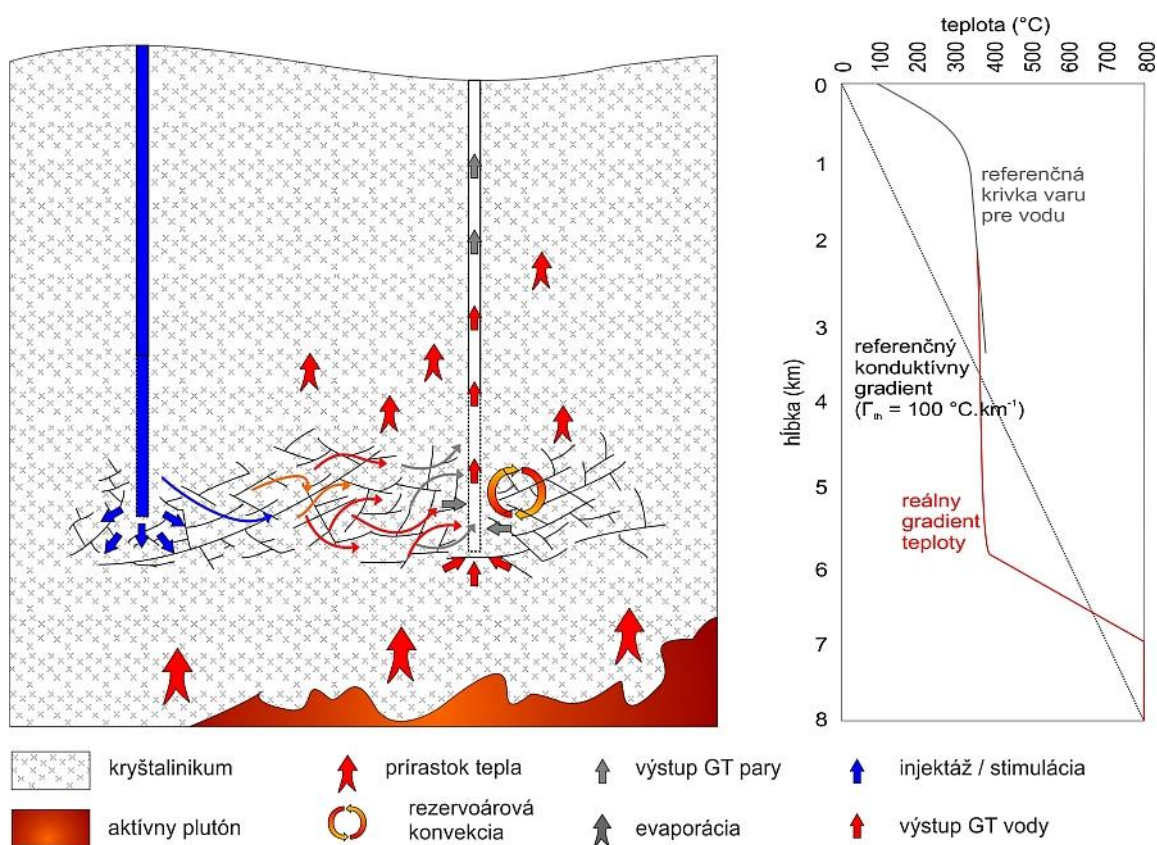 teplota (°C)
0
100
200
300
400
500
600
700
800
hĺbka (km)
0
1
2
3
4
5
6
7
8
referenčná
krivka varu
pre vodu
referenčný
konduktívny
gradient
(Γth = 100 °C.km⁻¹)
reálny
gradient
teploty
kryštalinikum
prírastok tepla
výstup GT pary
injektáž / stimulácia
aktívny plutón
rezervoárová
konvekcia
evaporácia
výstup GT vody